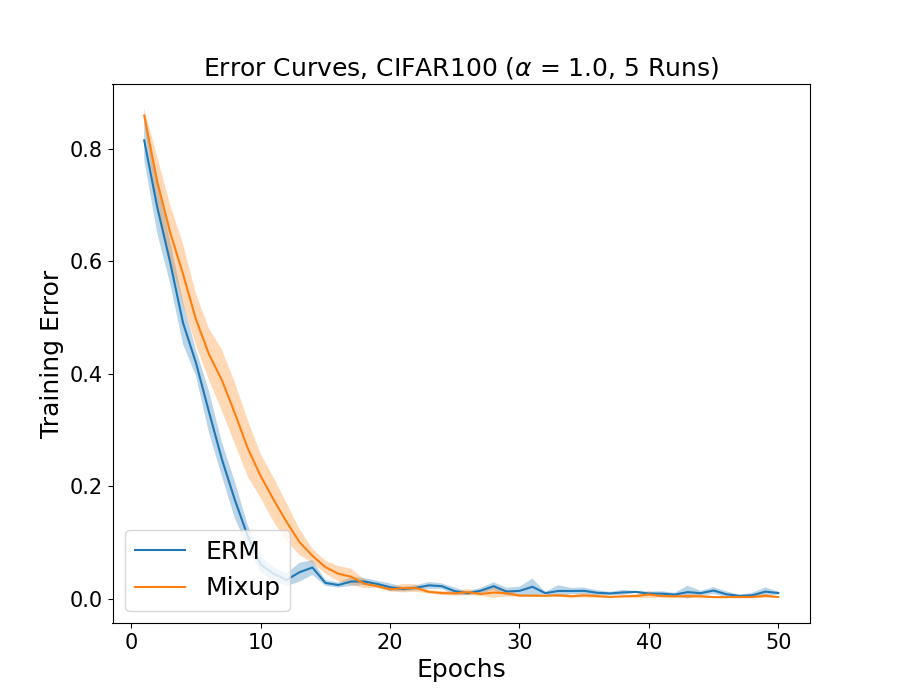 Error Curves, CIFAR100 (α = 1.0, 5 Runs)
Training Error
0.8
0.6
0.4
0.2
0.0
ERM
Mixup
0 10 20 30 40 50
Epochs